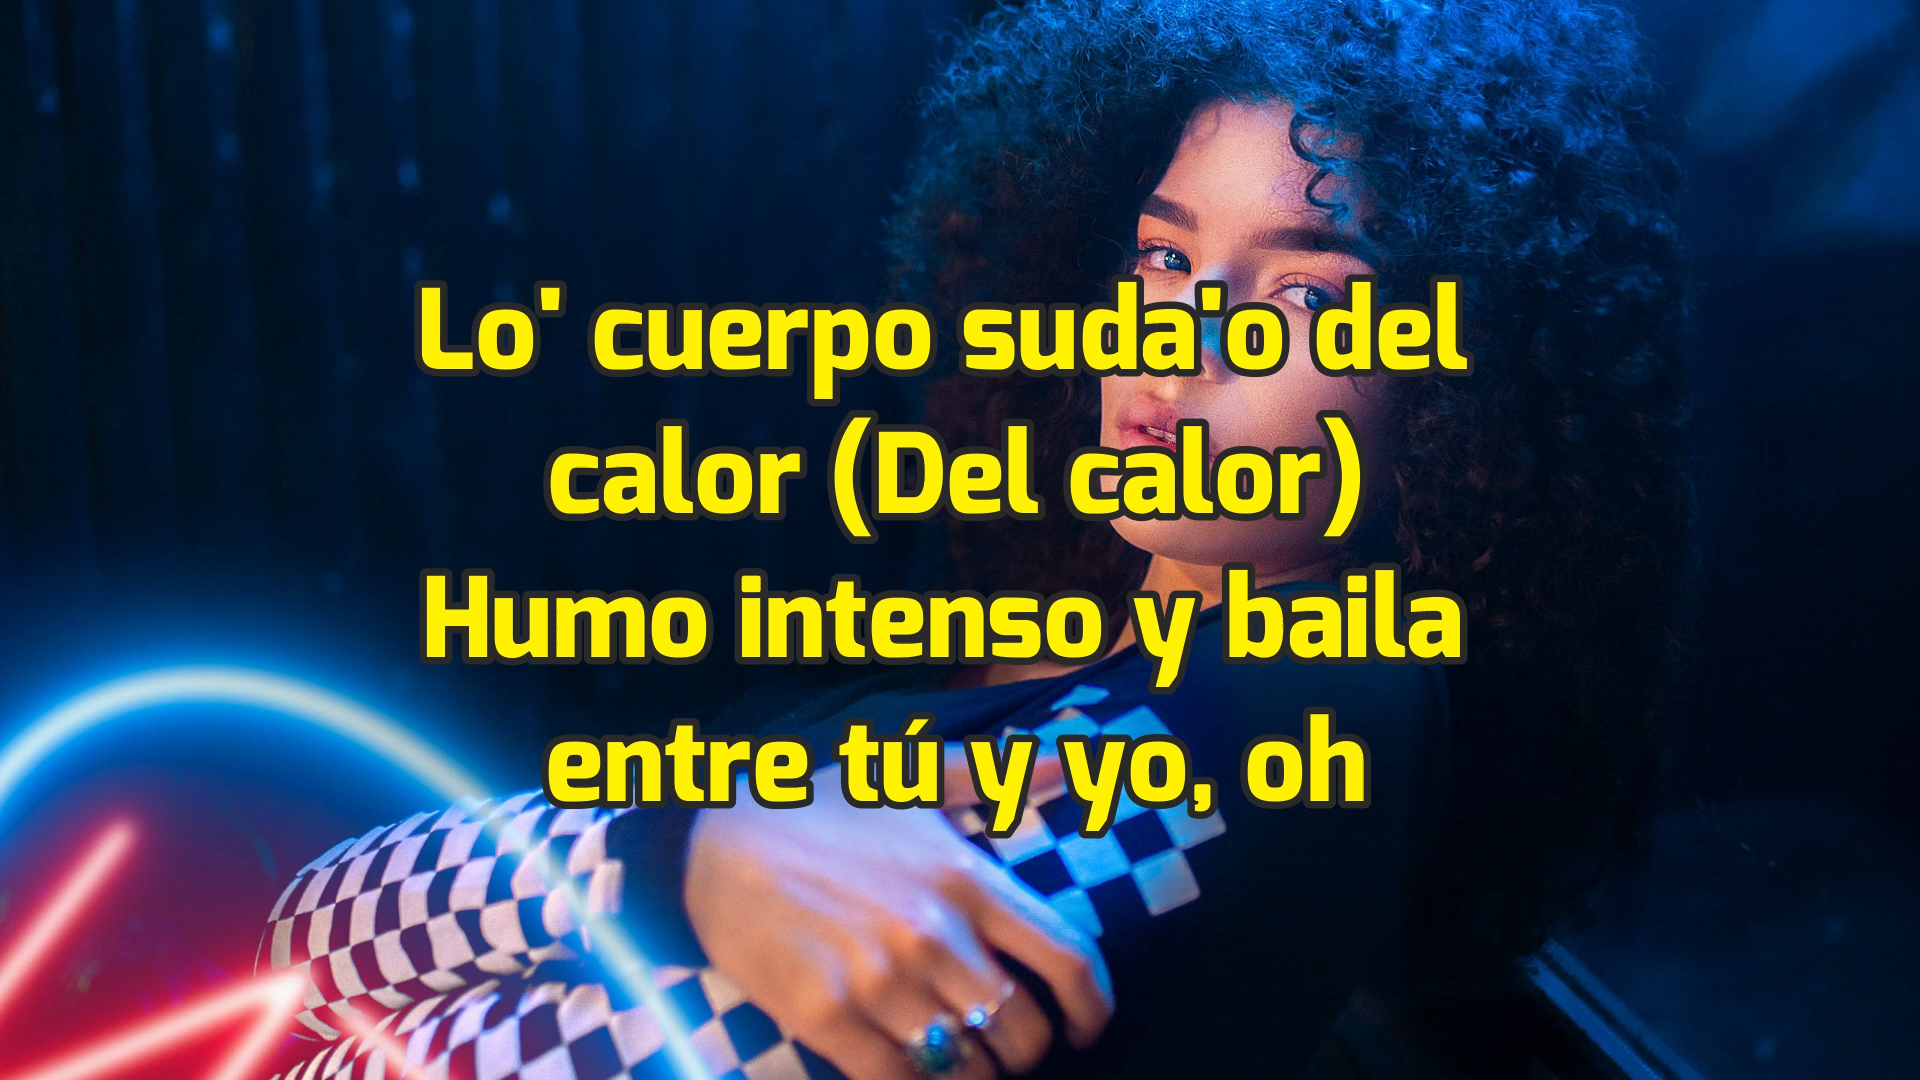 Lo' cuerpo suda'o del
calor (Del calor)
Humo intenso y baila
entre tú y yo, oh